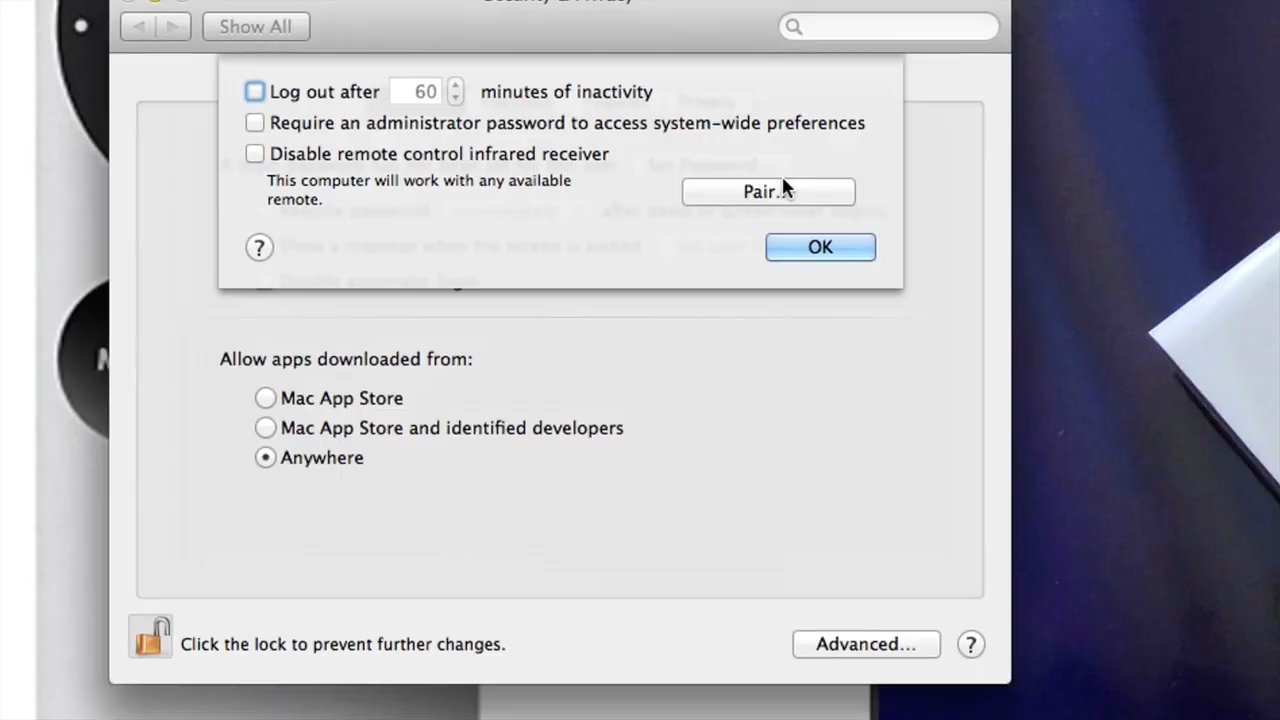 Show All
Log out after 60 minutes of inactivity
Require an administrator password to access system-wide preferences
Disable remote control infrared receiver
This computer will work with any available
remote.
Pair...
? OK
Allow apps downloaded from:
Mac App Store
Mac App Store and identified developers
Anywhere
Click the lock to prevent further changes.
Advanced... ?